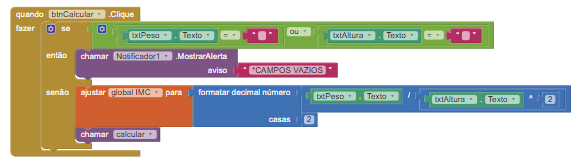 quando btnCalcular .Clique
fazer se txtPeso . Texto = " " ou txtAltura . Texto = " "
então chamar Notificador1 .MostrarAlerta
aviso " *CAMPOS VAZIOS "
senão ajustar global IMC para formatar decimal número txtPeso . Texto / txtAltura . Texto ^ 2
casas 2
chamar calcular